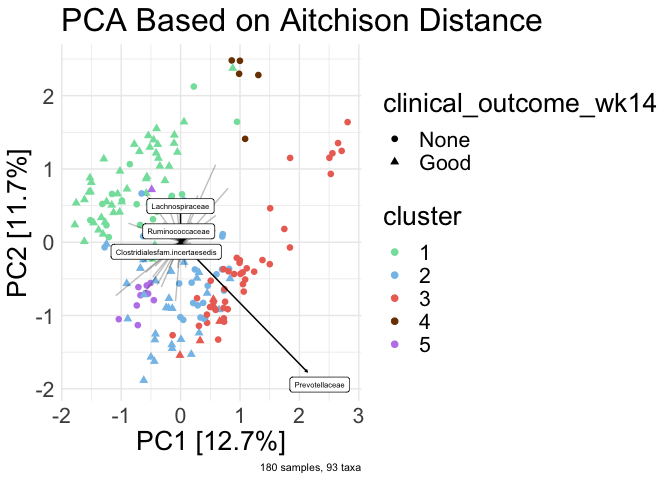 PCA Based on Aitchison Distance
PC2 [11.7%]
2
1
0
-1
-2
Lachnospiraceae
Ruminococcaceae
Clostridialesfam.incertaesedis
Prevotellaceae
-2
-1
0
1
2
3
PC1 [12.7%]
180 samples, 93 taxa
clinical_outcome_wk14
None
Good
cluster
1
2
3
4
5